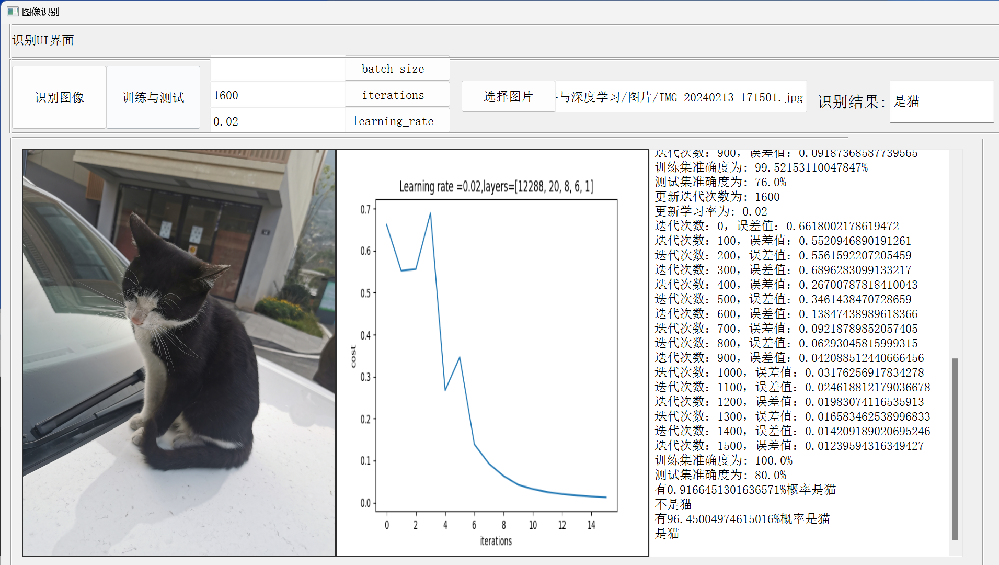 图像识别
识别UI界面
识别图像
训练与测试
batch_size
1600
iterations
0.02
learning_rate
选择图片
与深度学习/图片/IMG_20240213_171501.jpg
识别结果:
是猫
Learning rate =0.02,layers=[12288, 20, 8, 6, 1]
0.7
0.6
0.5
0.4
0.3
0.2
0.1
0.0
cost
0 2 4 6 8 10 12 14
iterations
迭代次数: 900, 误差值: 0.09187368587739565
训练集准确度为: 99.52153110047847%
测试集准确度为: 76.0%
更新迭代次数为: 1600
更新学习率为: 0.02
迭代次数: 0, 误差值: 0.6618002178619472
迭代次数: 100, 误差值: 0.5520946890191261
迭代次数: 200, 误差值: 0.5561592207205459
迭代次数: 300, 误差值: 0.6896283099133217
迭代次数: 400, 误差值: 0.26700787818410043
迭代次数: 500, 误差值: 0.3461438470728659
迭代次数: 600, 误差值: 0.13847438989618366
迭代次数: 700, 误差值: 0.09218789852057405
迭代次数: 800, 误差值: 0.06293045815999315
迭代次数: 900, 误差值: 0.042088512440666456
迭代次数: 1000, 误差值: 0.03176256917834278
迭代次数: 1100, 误差值: 0.024618812179036678
迭代次数: 1200, 误差值: 0.01983074116535913
迭代次数: 1300, 误差值: 0.016583462538996833
迭代次数: 1400, 误差值: 0.014209189020695246
迭代次数: 1500, 误差值: 0.01239594316349427
训练集准确度为: 100.0%
测试集准确度为: 80.0%
有0.9166451301636571%概率是猫
不是猫
有96.45004974615016%概率是猫
是猫